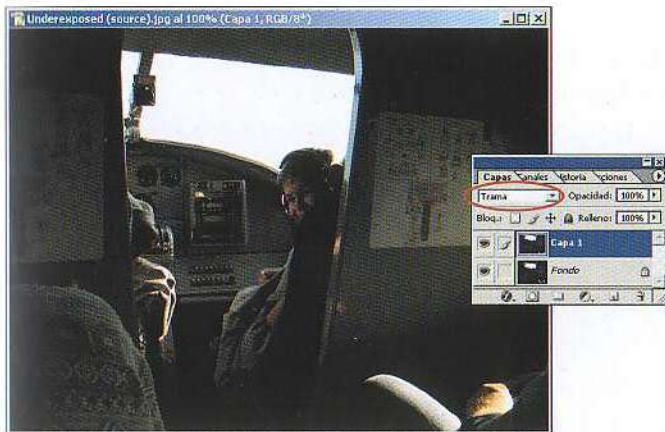 Underexposed (source).jpg al 100% (Capa 1, RGB/8*)
Capas Canales Historia Acciones
Trama Opacidad: 100%
Bloq.: Relleno: 100%
Capa 1
Fondo